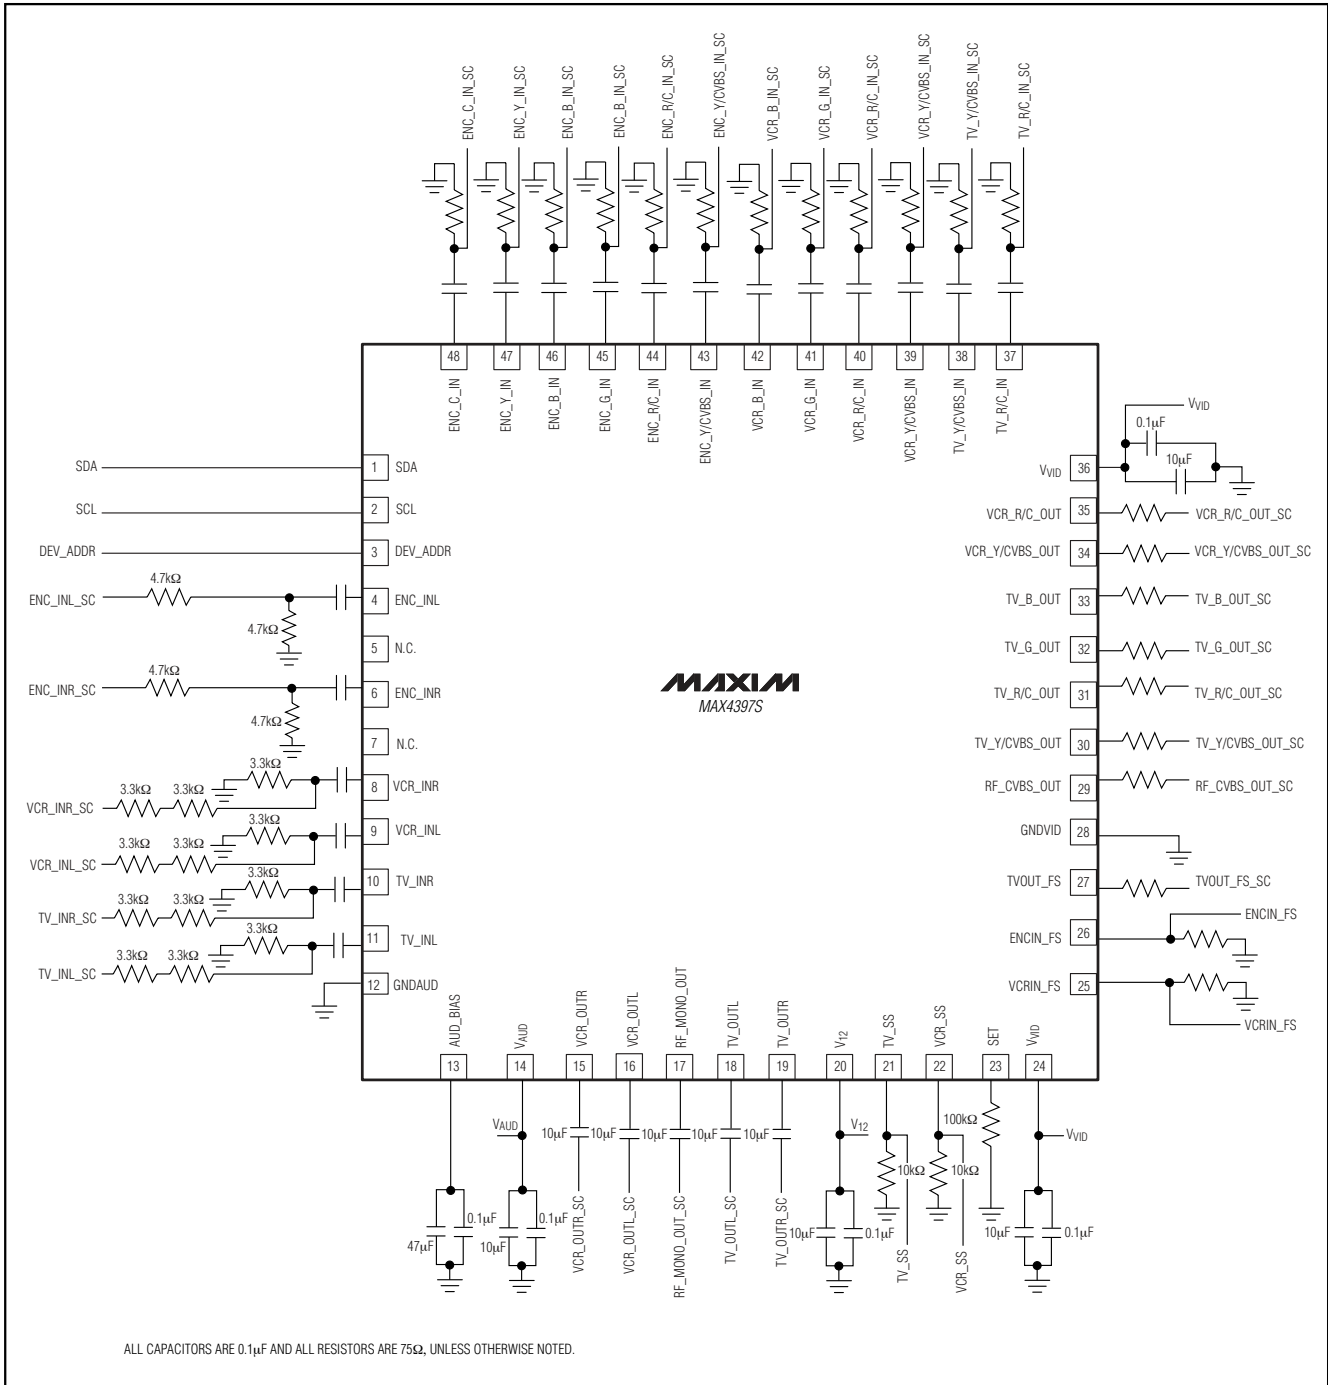 ENC_C_IN_SC
ENC_Y_IN_SC
ENC_B_IN_SC
ENC_B_IN_SC
ENC_R/C_IN_SC
ENC_Y/CVBS_IN_SC
VCR_B_IN_SC
VCR_G_IN_SC
VCR_R/C_IN_SC
VCR_Y/CVBS_IN_SC
TV_Y/CVBS_IN_SC
TV_R/C_IN_SC
48 47 46 45 44 43 42 41 40 39 38 37
ENC_C_IN
ENC_Y_IN
ENC_B_IN
ENC_G_IN
ENC_R/C_IN
ENC_Y/CVBS_IN
VCR_B_IN
VCR_G_IN
VCR_R/C_IN
VCR_Y/CVBS_IN
TV_Y/CVBS_IN
TV_R/C_IN
SDA 1 SDA
SCL 2 SCL
DEV_ADDR 3 DEV_ADDR
4.7kΩ
ENC_INL_SC 4 ENC_INL
4.7kΩ
5 N.C.
4.7kΩ
ENC_INR_SC 6 ENC_INR
4.7kΩ
7 N.C.
3.3kΩ
8 VCR_INR
3.3kΩ 3.3kΩ
VCR_INR_SC
3.3kΩ
9 VCR_INL
3.3kΩ 3.3kΩ
VCR_INL_SC
3.3kΩ
10 TV_INR
3.3kΩ 3.3kΩ
TV_INR_SC
3.3kΩ
11 TV_INL
3.3kΩ 3.3kΩ
TV_INL_SC
12 GNDAUD
MAXIM
MAX4397S
VVID
0.1µF
10µF
VVID 36
VCR_R/C_OUT 35 VCR_R/C_OUT_SC
VCR_Y/CVBS_OUT 34 VCR_Y/CVBS_OUT_SC
TV_B_OUT 33 TV_B_OUT_SC
TV_G_OUT 32 TV_G_OUT_SC
TV_R/C_OUT 31 TV_R/C_OUT_SC
TV_Y/CVBS_OUT 30 TV_Y/CVBS_OUT_SC
RF_CVBS_OUT 29 RF_CVBS_OUT_SC
GNDVID 28
TVOUT_FS 27 TVOUT_FS_SC
ENCIN_FS
ENCIN_FS 26
VCRIN_FS 25
VCRIN_FS
AUD_BIAS
VAUD
VCR_OUTR
VCR_OUTL
RF_MONO_OUT
TV_OUTL
TV_OUTR
V12
TV_SS
VCR_SS
SET
VVID
13 14 15 16 17 18 19 20 21 22 23 24
VAUD
10µF 10µF 10µF 10µF 10µF
V12
100kΩ
VVID
10kΩ 10kΩ
47µF 0.1µF
10µF 0.1µF
VCR_OUTR_SC
VCR_OUTL_SC
RF_MONO_OUT_SC
TV_OUTL_SC
TV_OUTR_SC
10µF 0.1µF
TV_SS
VCR_SS
10µF 0.1µF
ALL CAPACITORS ARE 0.1µF AND ALL RESISTORS ARE 75Ω, UNLESS OTHERWISE NOTED.